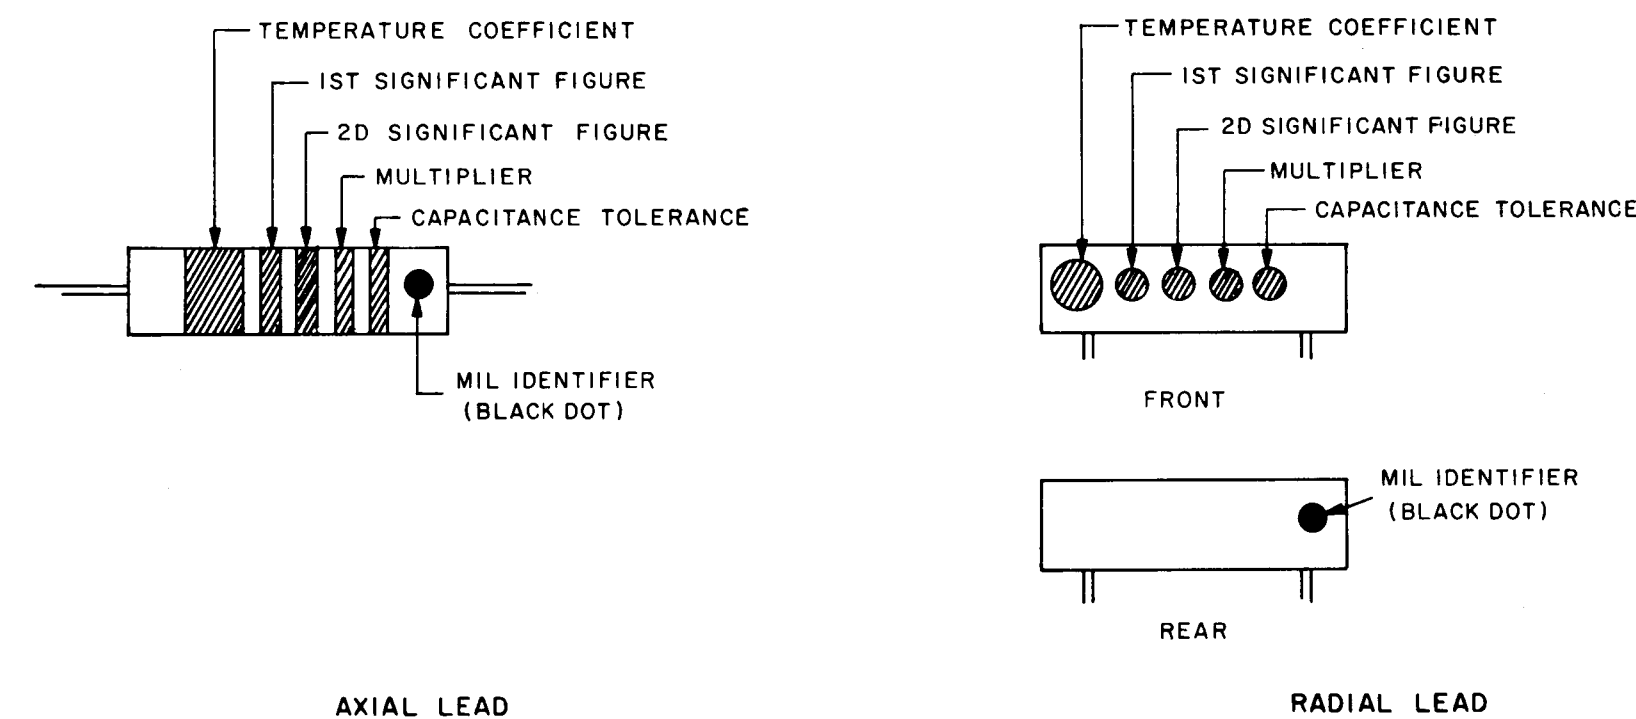 TEMPERATURE COEFFICIENT
1ST SIGNIFICANT FIGURE
2D SIGNIFICANT FIGURE
MULTIPLIER
CAPACITANCE TOLERANCE
MIL IDENTIFIER
(BLACK DOT)
AXIAL LEAD
TEMPERATURE COEFFICIENT
1ST SIGNIFICANT FIGURE
2D SIGNIFICANT FIGURE
MULTIPLIER
CAPACITANCE TOLERANCE
FRONT
MIL IDENTIFIER
(BLACK DOT)
REAR
RADIAL LEAD